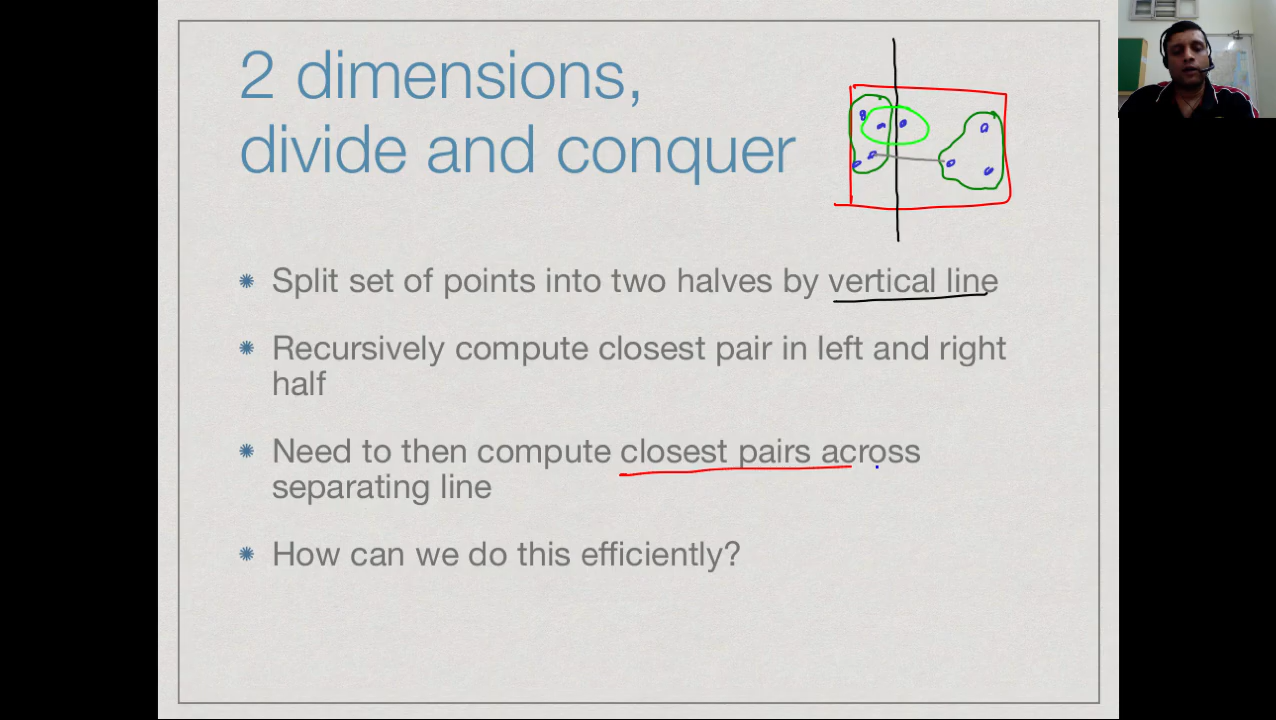 2 dimensions,
divide and conquer
Split set of points into two halves by vertical line
Recursively compute closest pair in left and right
half
Need to then compute closest pairs across
separating line
How can we do this efficiently?